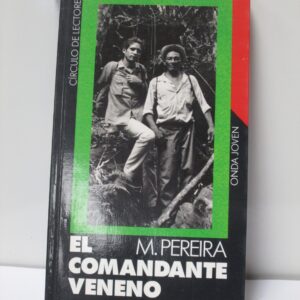 CÍRCULO DE LECTORES
ONDA JOVEN
EL M. PEREIRA
COMANDANTE
VENENO